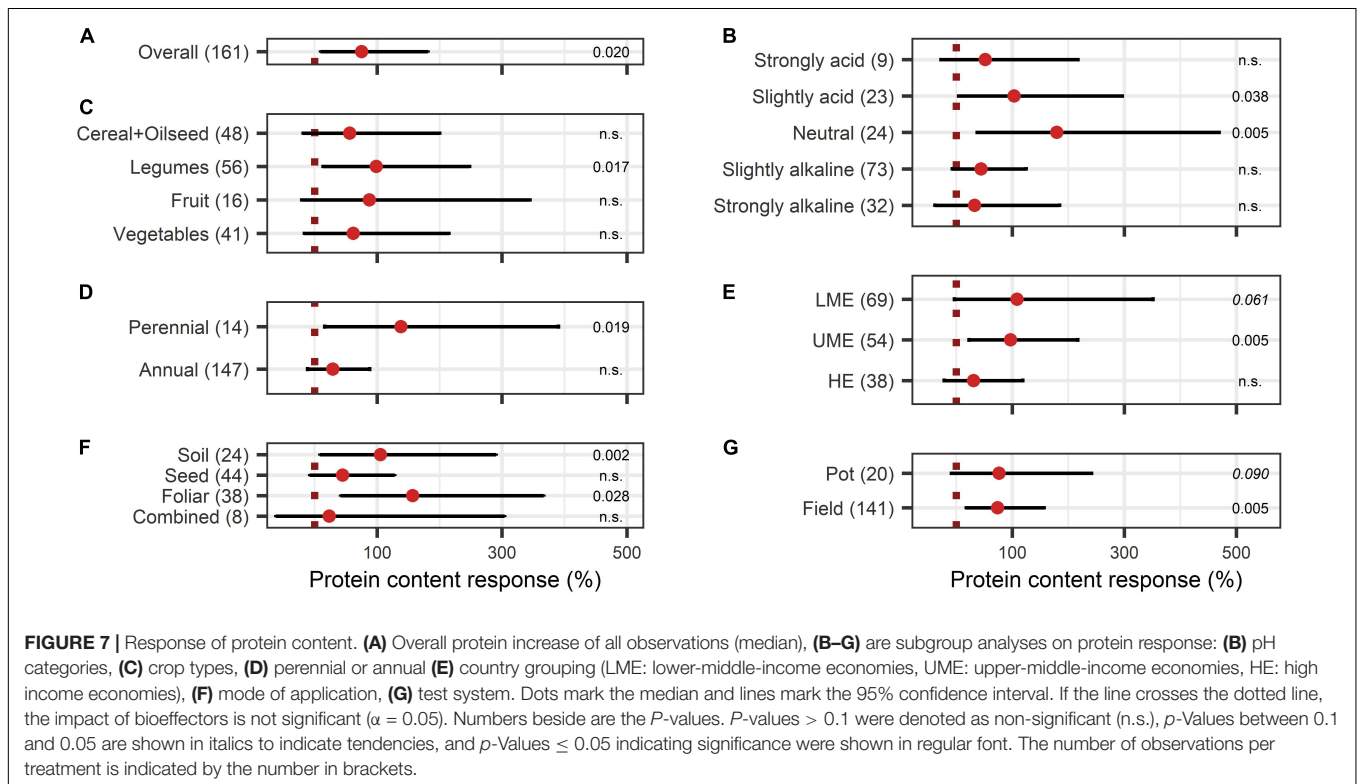 A
Overall (161)
0.020
C
Cereal+Oilseed (48)
n.s.
Legumes (56)
0.017
Fruit (16)
n.s.
Vegetables (41)
n.s.
D
Perennial (14)
0.019
Annual (147)
n.s.
F
Soil (24)
0.002
Seed (44)
n.s.
Foliar (38)
0.028
Combined (8)
n.s.
100 300 500
Protein content response (%)
B
Strongly acid (9)
n.s.
Slightly acid (23)
0.038
Neutral (24)
0.005
Slightly alkaline (73)
n.s.
Strongly alkaline (32)
n.s.
E
LME (69)
0.061
UME (54)
0.005
HE (38)
n.s.
G
Pot (20)
0.090
Field (141)
0.005
100 300 500
Protein content response (%)
FIGURE 7 | Response of protein content. (A) Overall protein increase of all observations (median), (B–G) are subgroup analyses on protein response: (B) pH
categories, (C) crop types, (D) perennial or annual (E) country grouping (LME: lower-middle-income economies, UME: upper-middle-income economies, HE: high
income economies), (F) mode of application, (G) test system. Dots mark the median and lines mark the 95% confidence interval. If the line crosses the dotted line,
the impact of bioeffectors is not significant (α = 0.05). Numbers beside are the P-values. P-values > 0.1 were denoted as non-significant (n.s.), p-Values between 0.1
and 0.05 are shown in italics to indicate tendencies, and p-Values ≤ 0.05 indicating significance were shown in regular font. The number of observations per
treatment is indicated by the number in brackets.